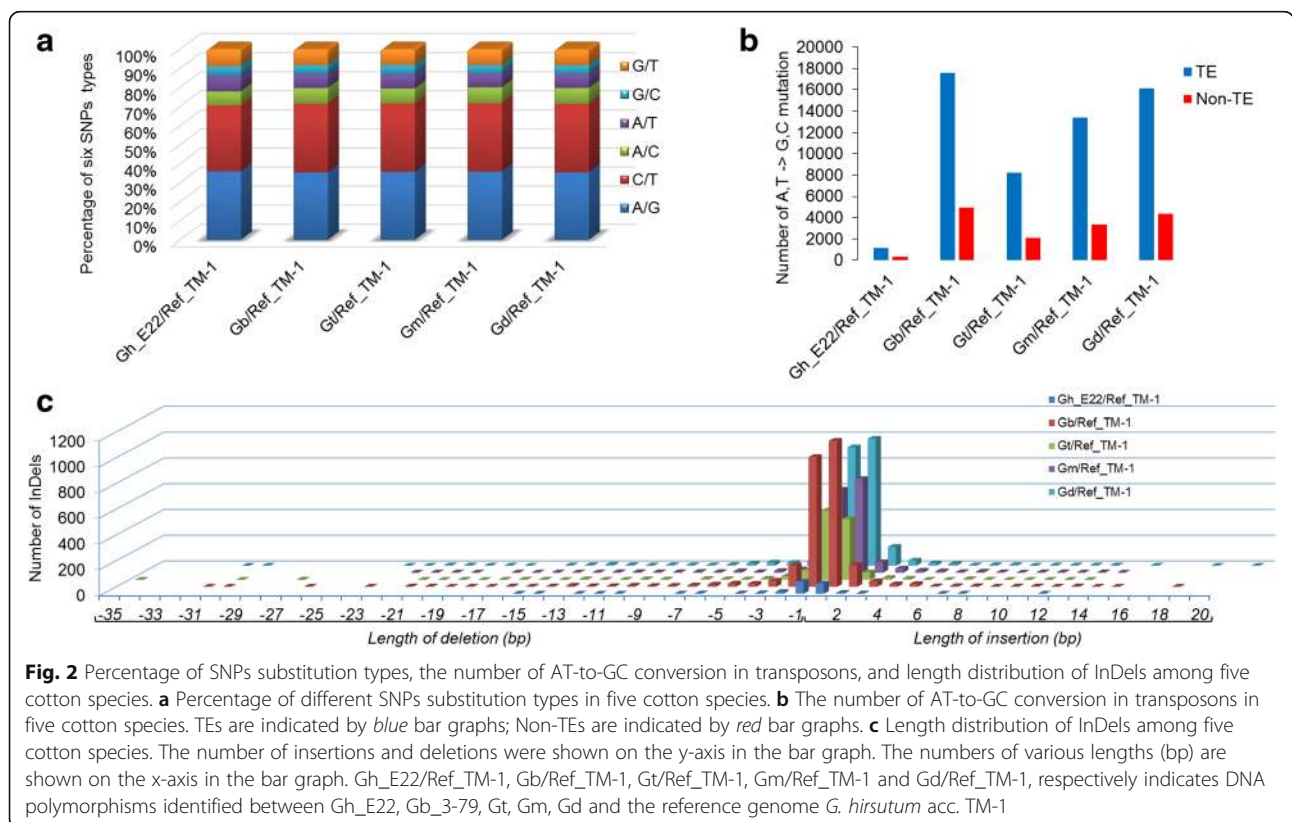 a
Percentage of six SNPs types
100%
90%
80%
70%
60%
50%
40%
30%
20%
10%
0%
Gh_E22/Ref_TM-1
Gb/Ref_TM-1
Gt/Ref_TM-1
Gm/Ref_TM-1
Gd/Ref_TM-1
G/T
G/C
A/T
A/C
C/T
A/G
b
Number of A,T -> G,C mutation
20000
18000
16000
14000
12000
10000
8000
6000
4000
2000
0
Gh_E22/Ref_TM-1
Gb/Ref_TM-1
Gt/Ref_TM-1
Gm/Ref_TM-1
Gd/Ref_TM-1
TE
Non-TE
c
Number of InDels
1200
1000
800
600
400
200
0
-35 -33 -31 -29 -27 -25 -23 -21 -19 -17 -15 -13 -11 -9 -7 -5 -3 -1 2 4 6 8 10 12 14 16 18 20
Length of deletion (bp)
Length of insertion (bp)
Gh_E22/Ref_TM-1
Gb/Ref_TM-1
Gt/Ref_TM-1
Gm/Ref_TM-1
Gd/Ref_TM-1
Fig. 2 Percentage of SNPs substitution types, the number of AT-to-GC conversion in transposons, and length distribution of InDels among five
cotton species. a Percentage of different SNPs substitution types in five cotton species. b The number of AT-to-GC conversion in transposons in
five cotton species. TEs are indicated by blue bar graphs; Non-TEs are indicated by red bar graphs. c Length distribution of InDels among five
cotton species. The number of insertions and deletions were shown on the y-axis in the bar graph. The numbers of various lengths (bp) are
shown on the x-axis in the bar graph. Gh_E22/Ref_TM-1, Gb/Ref_TM-1, Gt/Ref_TM-1, Gm/Ref_TM-1 and Gd/Ref_TM-1, respectively indicates DNA
polymorphisms identified between Gh_E22, Gb_3-79, Gt, Gm, Gd and the reference genome G. hirsutum acc. TM-1